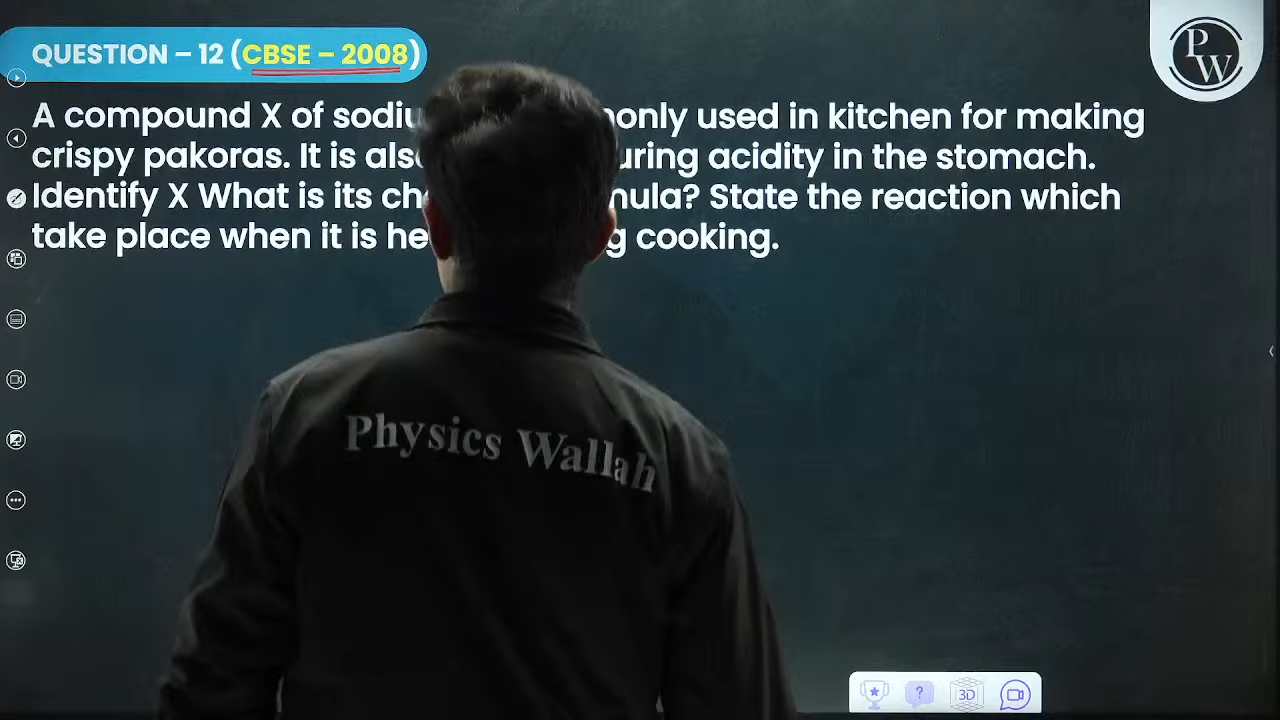 QUESTION – 12 (CBSE – 2008)
PW
A compound X of sodiu only used in kitchen for making
crispy pakoras. It is als uring acidity in the stomach.
Identify X What is its ch mula? State the reaction which
take place when it is he g cooking.
Physics Wallah
?
3D